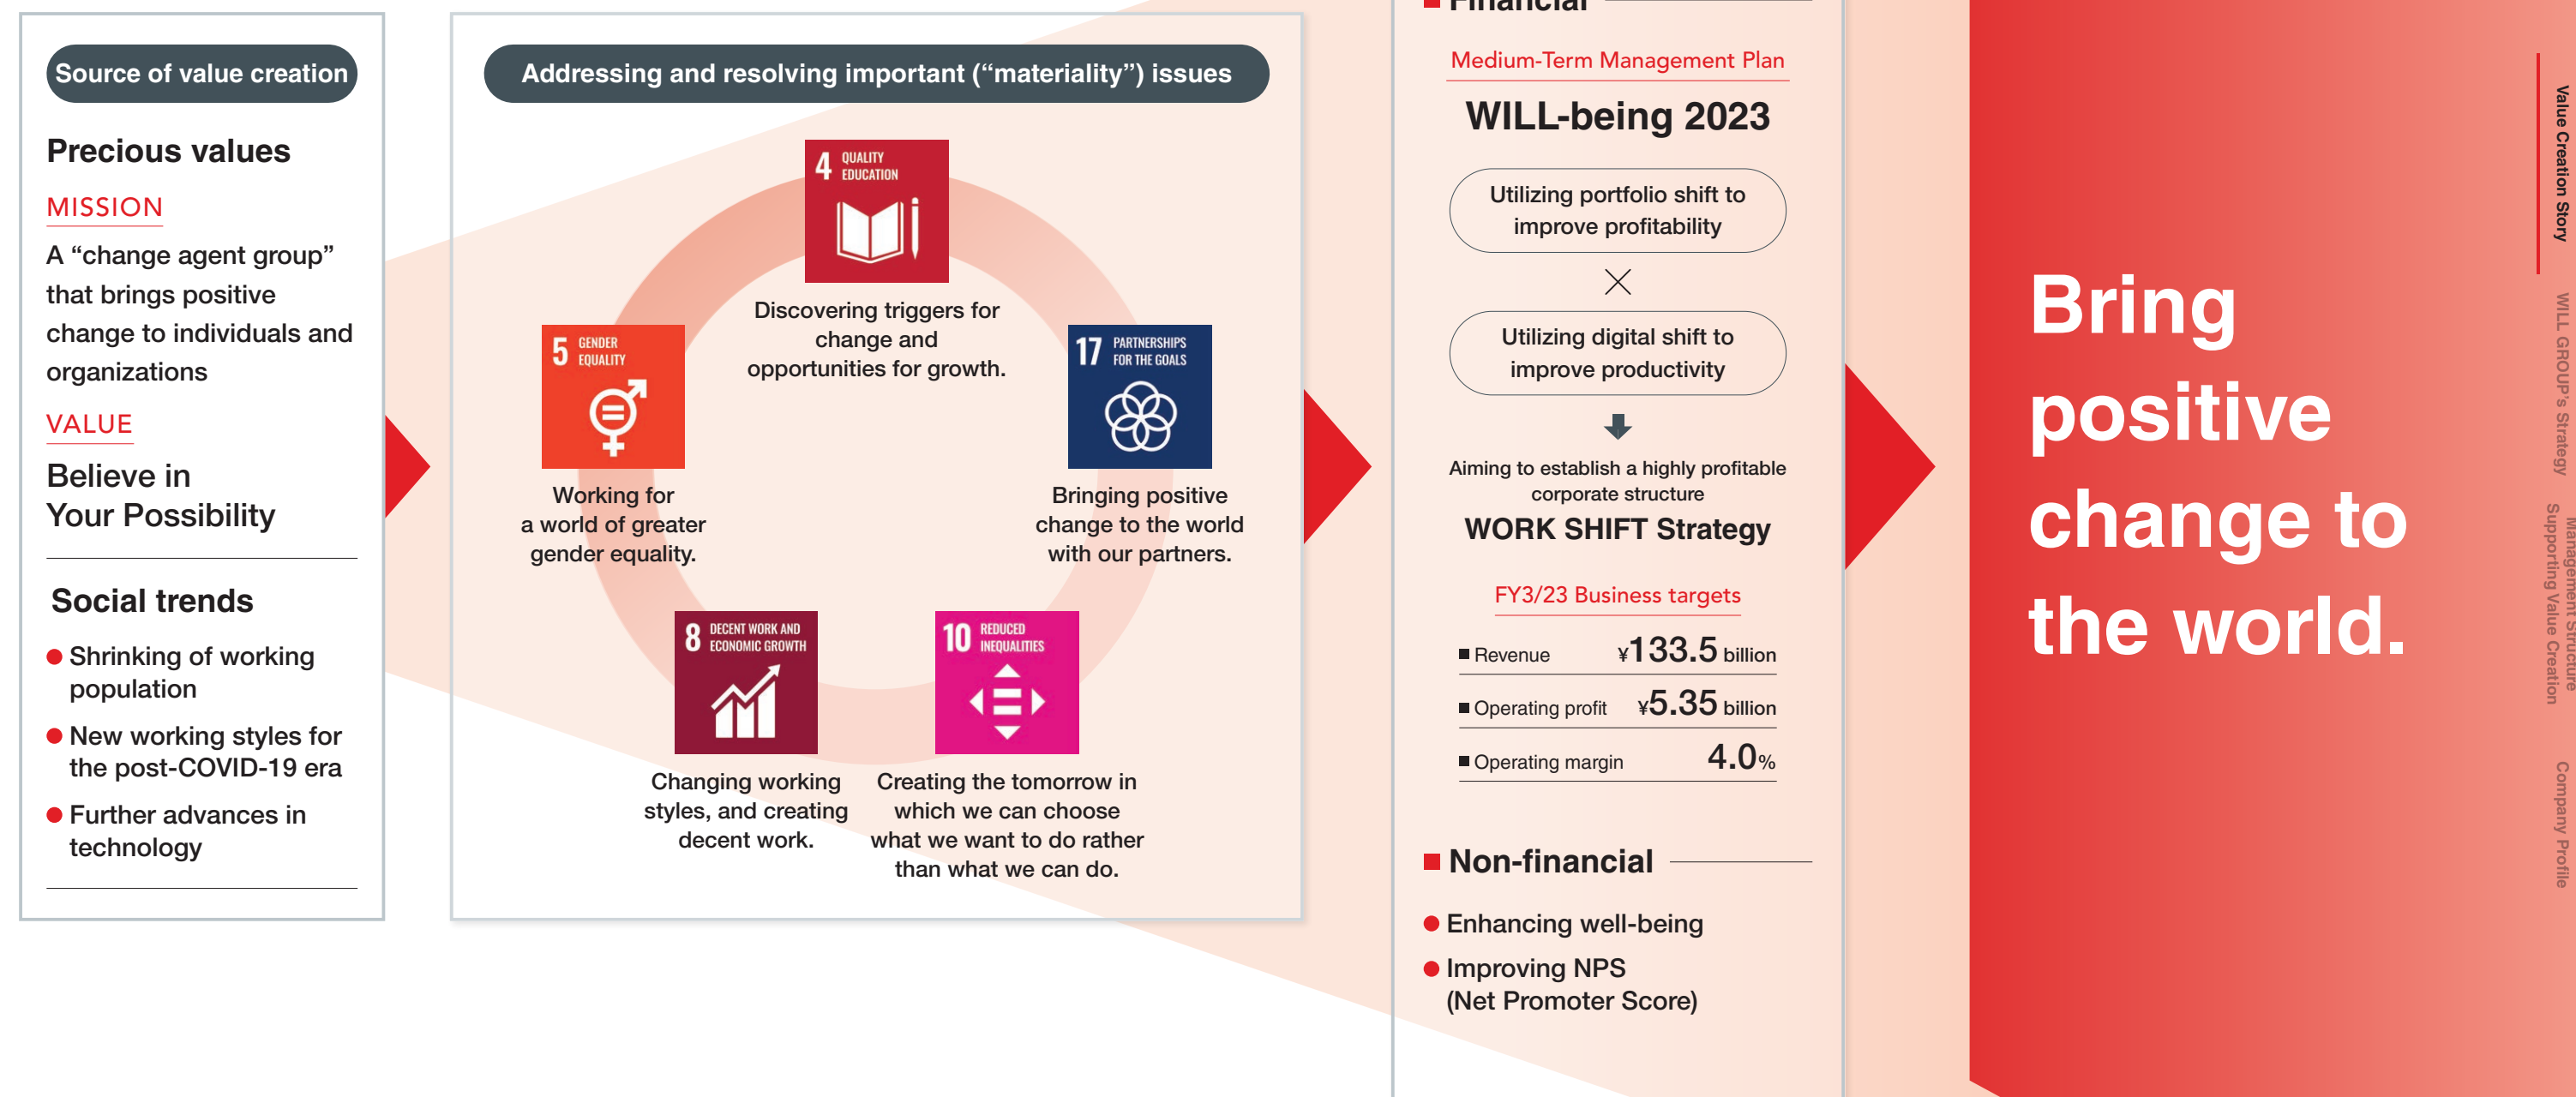 Source of value creation
Precious values
MISSION
A “change agent group”
that brings positive
change to individuals and
organizations
VALUE
Believe in
Your Possibility
Social trends
Shrinking of working
population
New working styles for
the post-COVID-19 era
Further advances in
technology
Addressing and resolving important (“materiality”) issues
4 QUALITY
EDUCATION
Discovering triggers for
change and
opportunities for growth.
5 GENDER
EQUALITY
Working for
a world of greater
gender equality.
17 PARTNERSHIPS
FOR THE GOALS
Bringing positive
change to the world
with our partners.
8 DECENT WORK AND
ECONOMIC GROWTH
Changing working
styles, and creating
decent work.
10 REDUCED
INEQUALITIES
Creating the tomorrow in
which we can choose
what we want to do rather
than what we can do.
Financial
Medium-Term Management Plan
WILL-being 2023
Utilizing portfolio shift to
improve profitability
×
Utilizing digital shift to
improve productivity
Aiming to establish a highly profitable
corporate structure
WORK SHIFT Strategy
FY3/23 Business targets
Revenue ¥133.5 billion
Operating profit ¥5.35 billion
Operating margin 4.0%
Non-financial
Enhancing well-being
Improving NPS
(Net Promoter Score)
Bring
positive
change to
the world.
Value Creation Story
WILL GROUP's Strategy
Management Structure
Supporting Value Creation
Company Profile